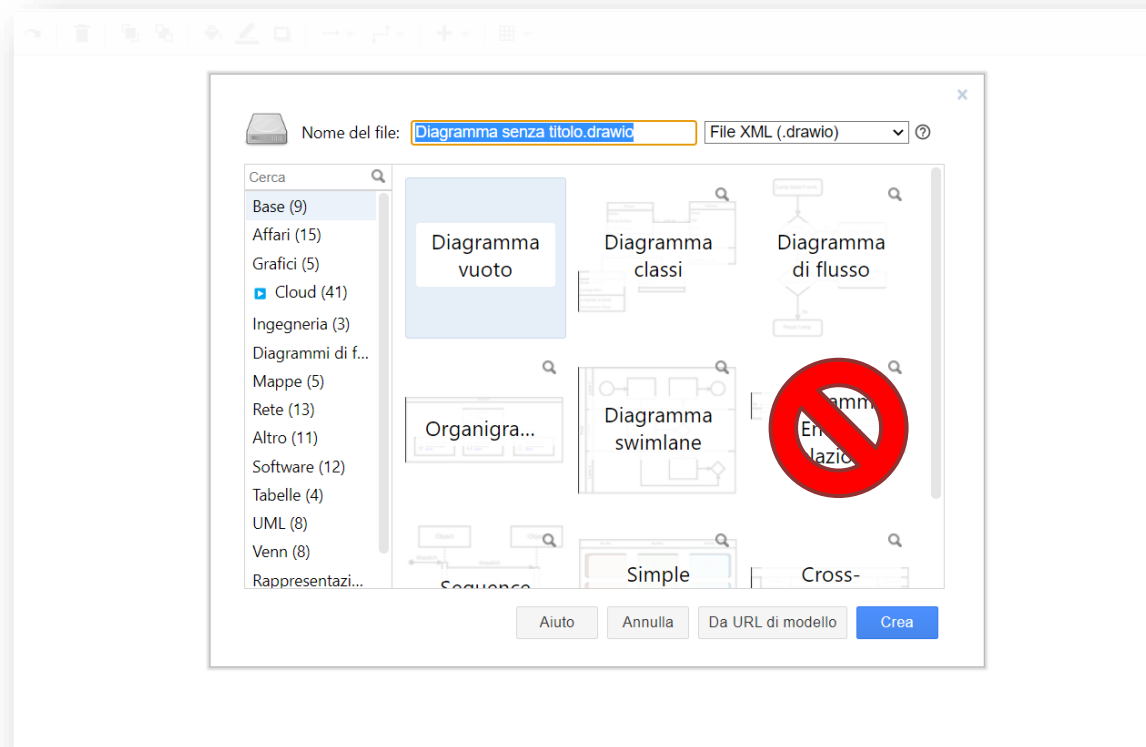 Nome del file:
Diagramma senza titolo.drawio
File XML (.drawio)
Cerca
Base (9)
Affari (15)
Grafici (5)
Cloud (41)
Ingegneria (3)
Diagrammi di f...
Mappe (5)
Rete (13)
Altro (11)
Software (12)
Tabelle (4)
UML (8)
Venn (8)
Rappresentazi...
Diagramma
vuoto
Diagramma
classi
Diagramma
di flusso
Organigra...
Diagramma
swimlane
Sequence
Simple
Cross-
Aiuto
Annulla
Da URL di modello
Crea